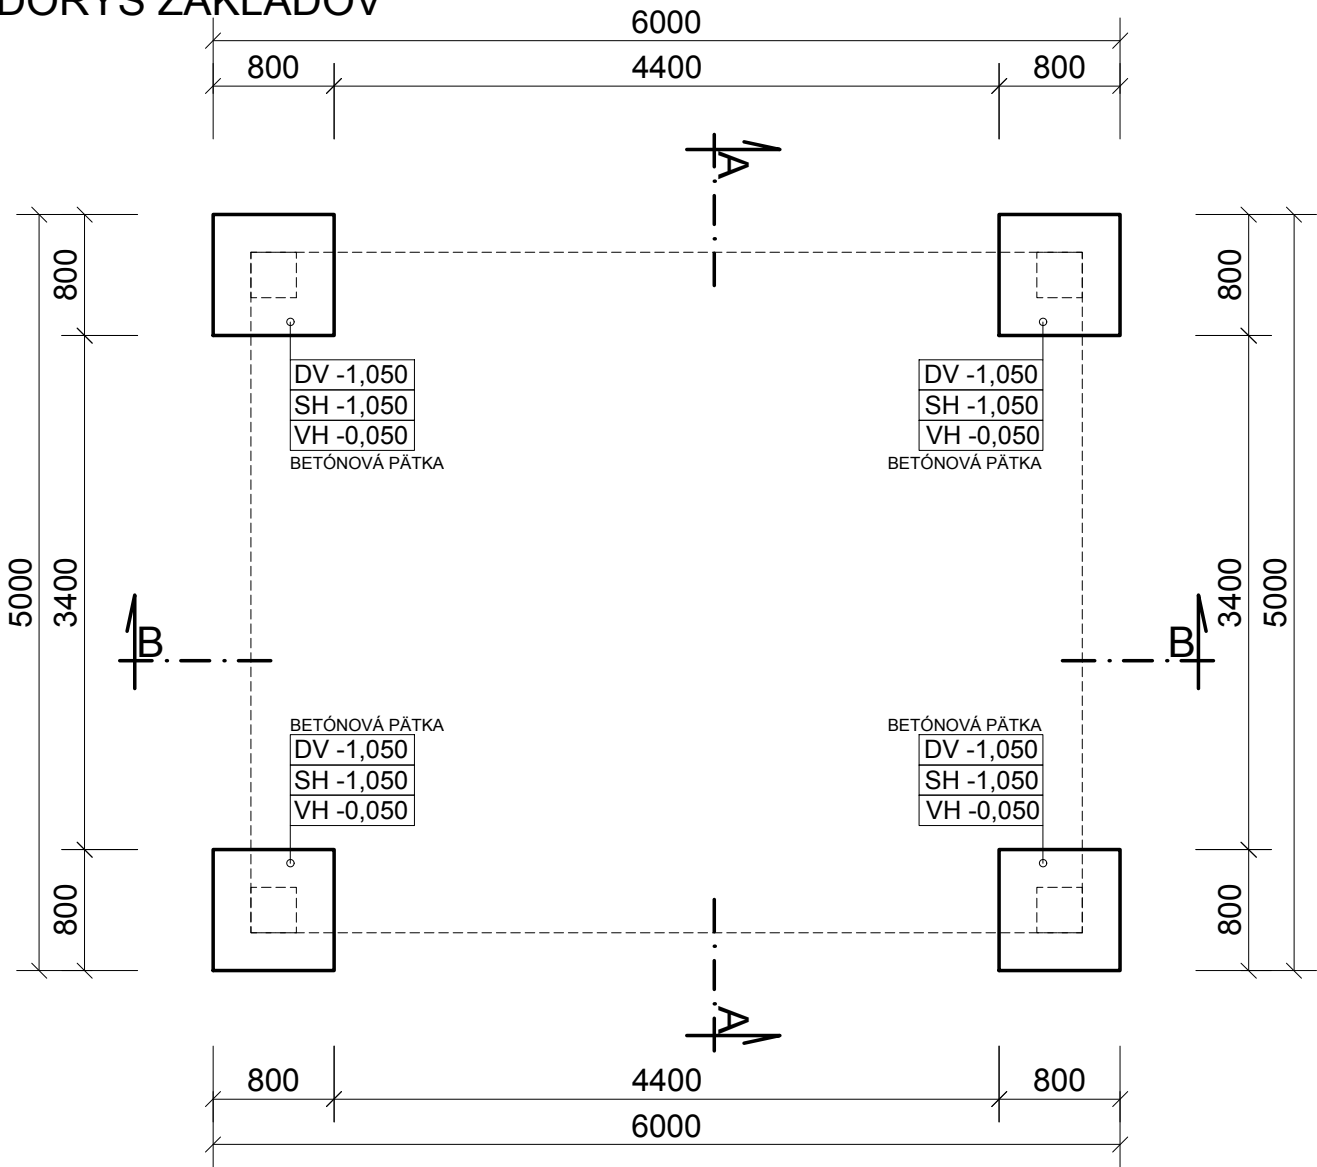 DORYS ZÁKLADOV
6000
800 4400 800
A
800 800
DV -1,050 DV -1,050
SH -1,050 SH -1,050
VH -0,050 VH -0,050
BETÓNOVÁ PÄTKA BETÓNOVÁ PÄTKA
5000 3400 3400 5000
B B
BETÓNOVÁ PÄTKA BETÓNOVÁ PÄTKA
DV -1,050 DV -1,050
SH -1,050 SH -1,050
VH -0,050 VH -0,050
800 800
A
800 4400 800
6000